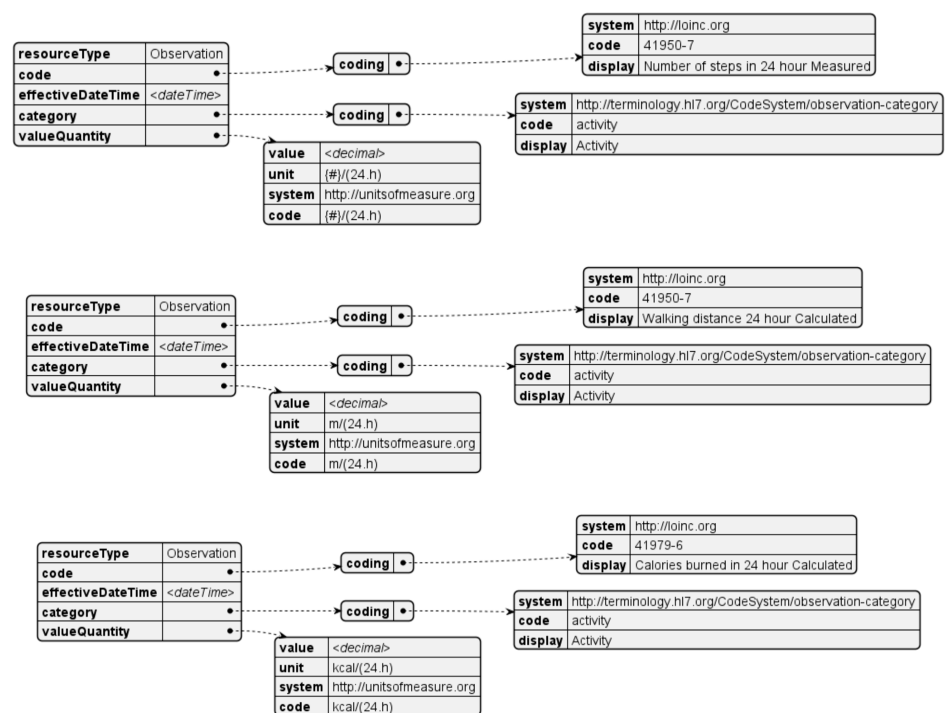 resourceType Observation
code
effectiveDateTime <dateTime>
category
valueQuantity
coding
system http://loinc.org
code 41950-7
display Number of steps in 24 hour Measured
coding
system http://terminology.hl7.org/CodeSystem/observation-category
code activity
display Activity
value <decimal>
unit {#}/(24.h)
system http://unitsofmeasure.org
code {#}/(24.h)
resourceType Observation
code
effectiveDateTime <dateTime>
category
valueQuantity
coding
system http://loinc.org
code 41950-7
display Walking distance 24 hour Calculated
coding
system http://terminology.hl7.org/CodeSystem/observation-category
code activity
display Activity
value <decimal>
unit m/(24.h)
system http://unitsofmeasure.org
code m/(24.h)
resourceType Observation
code
effectiveDateTime <dateTime>
category
valueQuantity
coding
system http://loinc.org
code 41979-6
display Calories burned in 24 hour Calculated
coding
system http://terminology.hl7.org/CodeSystem/observation-category
code activity
display Activity
value <decimal>
unit kcal/(24.h)
system http://unitsofmeasure.org
code kcal/(24.h)